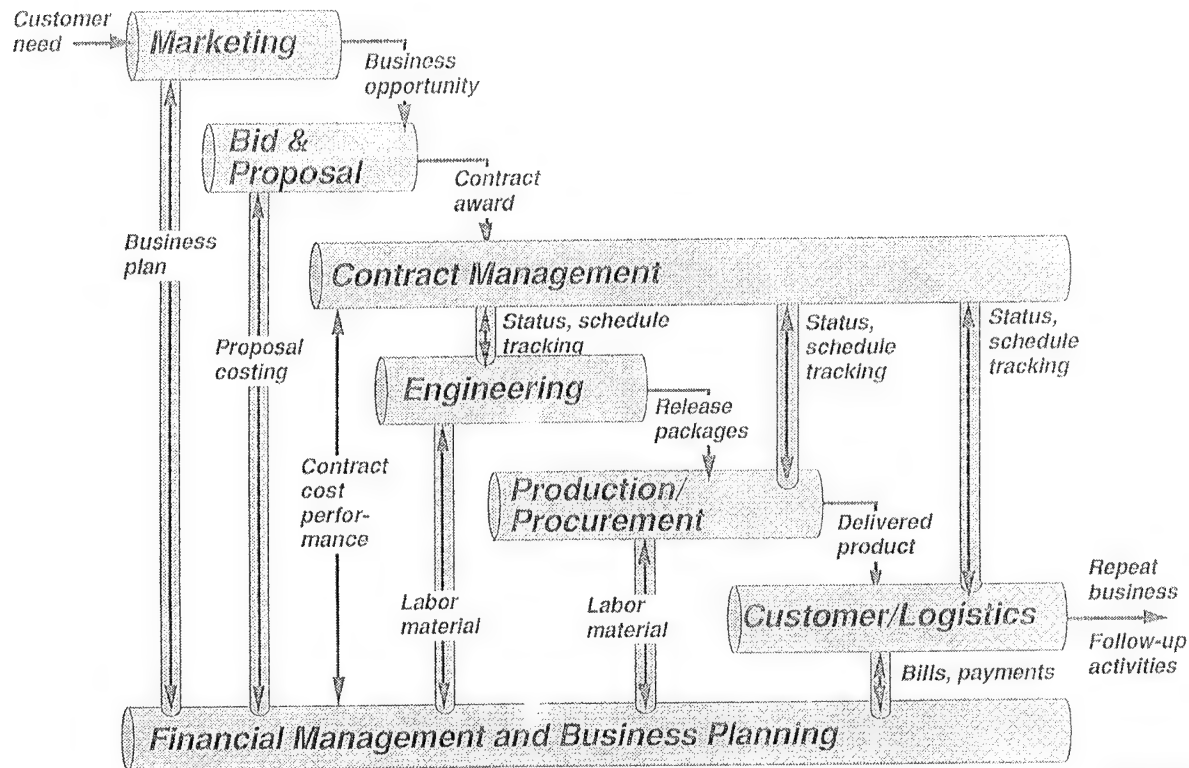 Customer
need
Marketing
Business
opportunity
Bid &
Proposal
Contract
award
Business
plan
Contract Management
Proposal
costing
Status, schedule
tracking
Status,
schedule
tracking
Status,
schedule
tracking
Engineering
Release
packages
Contract
cost
perfor-
mance
Production/
Procurement
Delivered
product
Labor
material
Labor
material
Customer/Logistics
Repeat
business
Follow-up
activities
Bills, payments
Financial Management and Business Planning